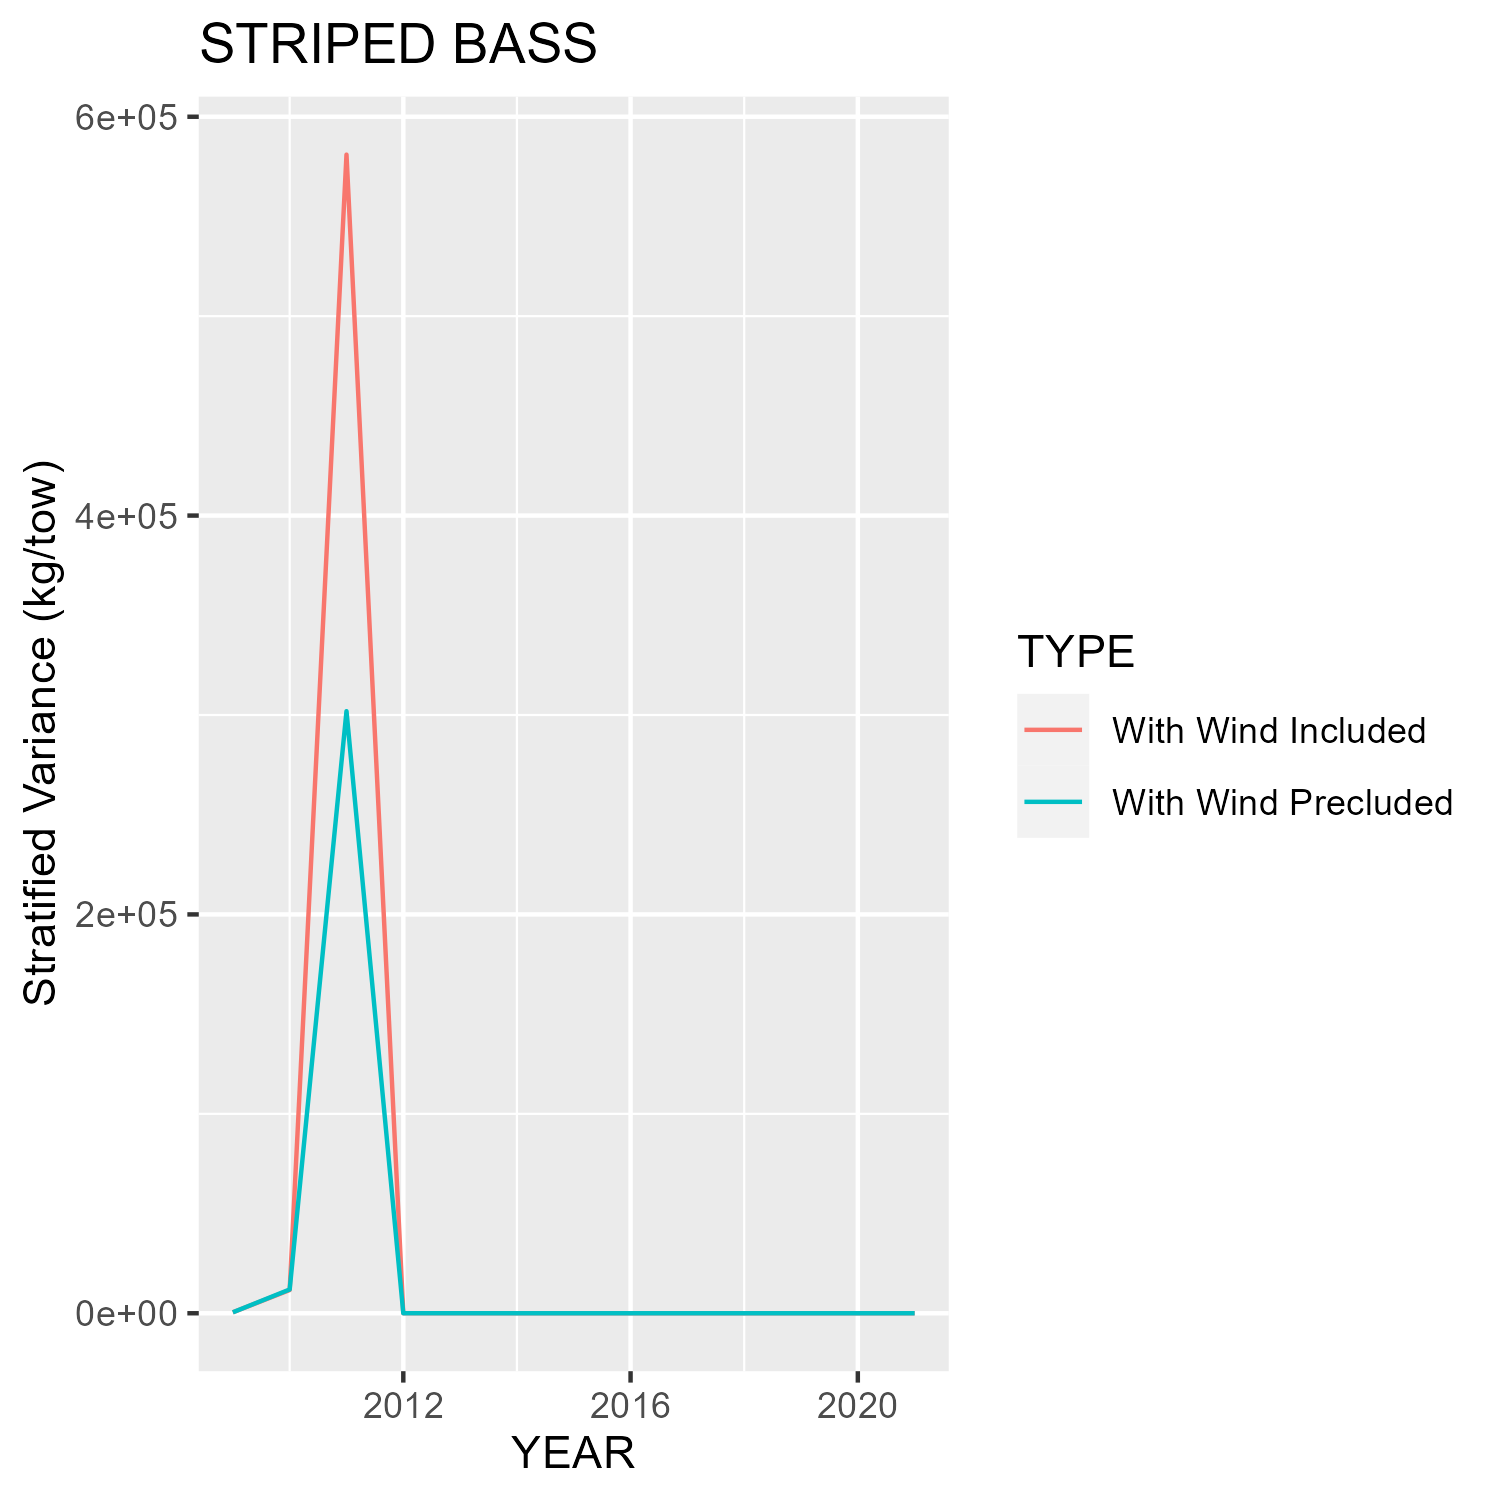 STRIPED BASS
6e+05
4e+05
2e+05
0e+00
Stratified Variance (kg/tow)
2012 2016 2020
YEAR
TYPE
With Wind Included
With Wind Precluded